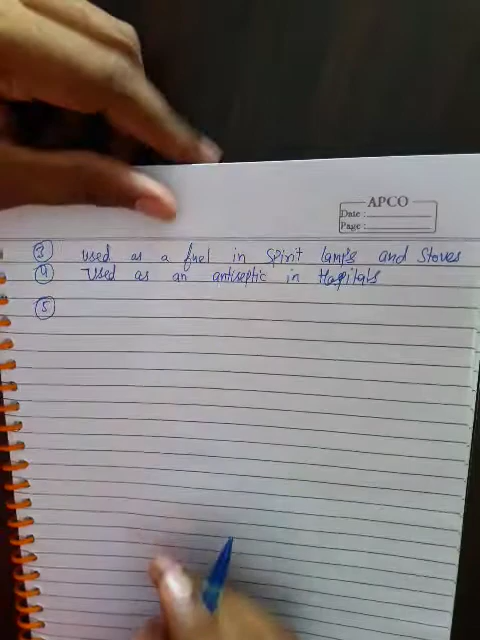 APCO
Date :
Page :
③ used as a fuel in Spirit lamps and Stoves
④ Used as an antiseptic in Hospitals
⑤